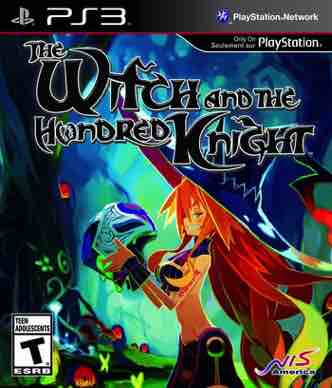 PS3
PlayStation®Network
Only On
Seulement sur
PlayStation®
THE
WITCH AND THE
HUNDRED KNIGHT
TEEN
ADOLESCENTS
T
ESRB
NIS
America